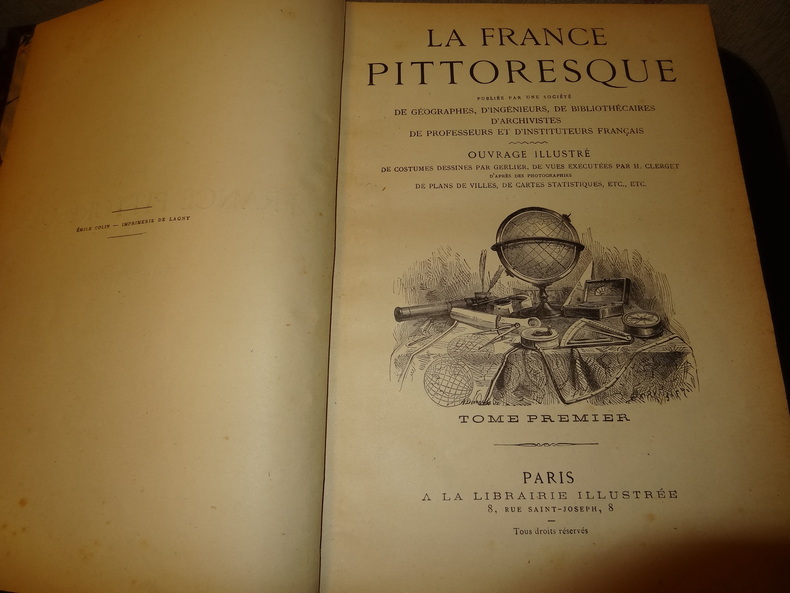 ÉMILE COLIN — IMPRIMERIE DE LAGNY
LA FRANCE
PITTORESQUE
PUBLIÉE PAR UNE SOCIÉTÉ
DE GÉOGRAPHES, D'INGÉNIEURS, DE BIBLIOTHÉCAIRES
D'ARCHIVISTES
DE PROFESSEURS ET D'INSTITUTEURS FRANÇAIS
OUVRAGE ILLUSTRÉ
DE COSTUMES DESSINÉS PAR GERLIER, DE VUES EXÉCUTÉES PAR H. CLERGET
D'APRÈS DES PHOTOGRAPHIES
DE PLANS DE VILLES, DE CARTES STATISTIQUES, ETC., ETC.
TOME PREMIER
PARIS
A LA LIBRAIRIE ILLUSTRÉE
8, RUE SAINT-JOSEPH, 8
Tous droits réservés